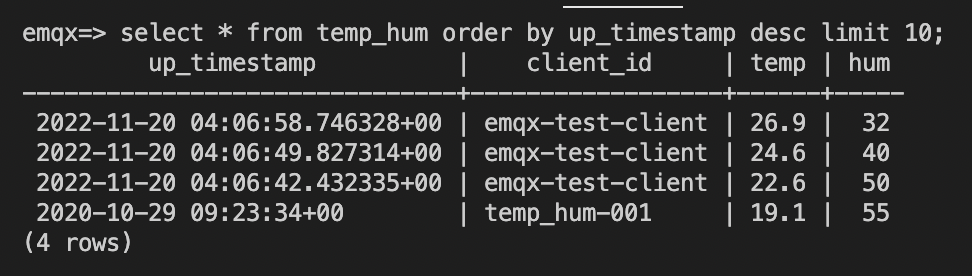 emqx=> select * from temp_hum order by up_timestamp desc limit 10;
         up_timestamp          |    client_id     | temp | hum
-------------------------------+------------------+------+-----
 2022-11-20 04:06:58.746328+00 | emqx-test-client | 26.9 |  32
 2022-11-20 04:06:49.827314+00 | emqx-test-client | 24.6 |  40
 2022-11-20 04:06:42.432335+00 | emqx-test-client | 22.6 |  50
 2020-10-29 09:23:34+00        | temp_hum-001     | 19.1 |  55
(4 rows)